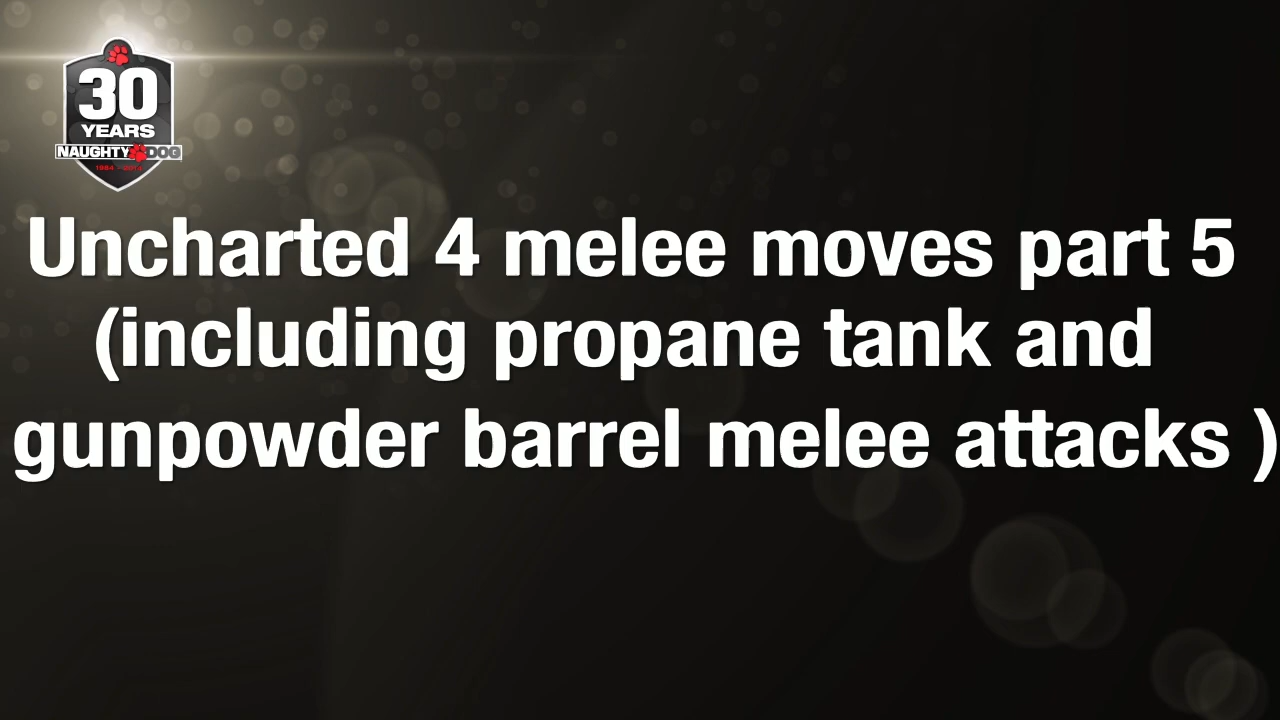 30
YEARS
NAUGHTY DOG
Uncharted 4 melee moves part 5
(including propane tank and
gunpowder barrel melee attacks )